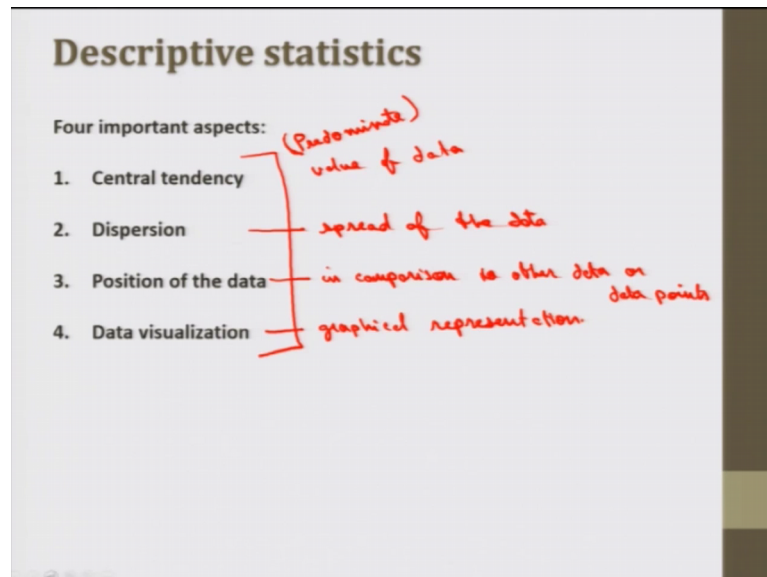 Descriptive statistics
Four important aspects:
(Predominate)
value of data
1. Central tendency
2. Dispersion
spread of the data
3. Position of the data
in comparison to other data or
data points
4. Data visualization
graphical representation.